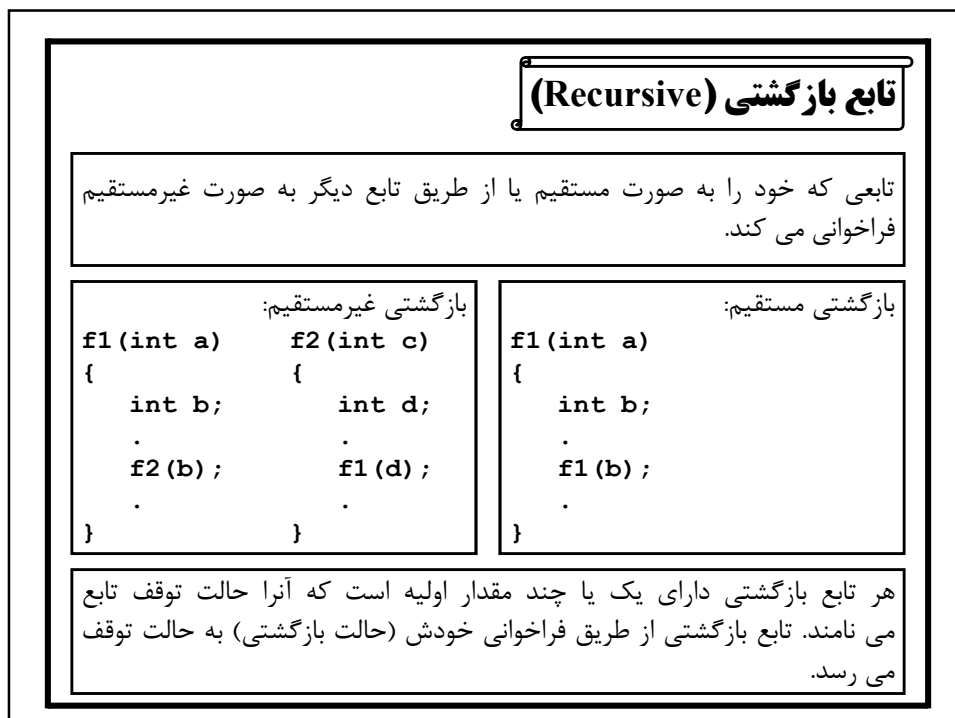 تابع بازگشتی (Recursive)
تابعی که خود را به صورت مستقیم یا از طریق تابع دیگر به صورت غیرمستقیم
فراخوانی می کند.
بازگشتی مستقیم:
f1(int a)
{
int b;
.
f1(b);
.
}
بازگشتی غیرمستقیم:
f1(int a) f2(int c)
{ {
int b; int d;
. .
f2(b); f1(d);
. .
} }
هر تابع بازگشتی دارای یک یا چند مقدار اولیه است که آنرا حالت توقف تابع
می نامند. تابع بازگشتی از طریق فراخوانی خودش (حالت بازگشتی) به حالت توقف
می رسد.